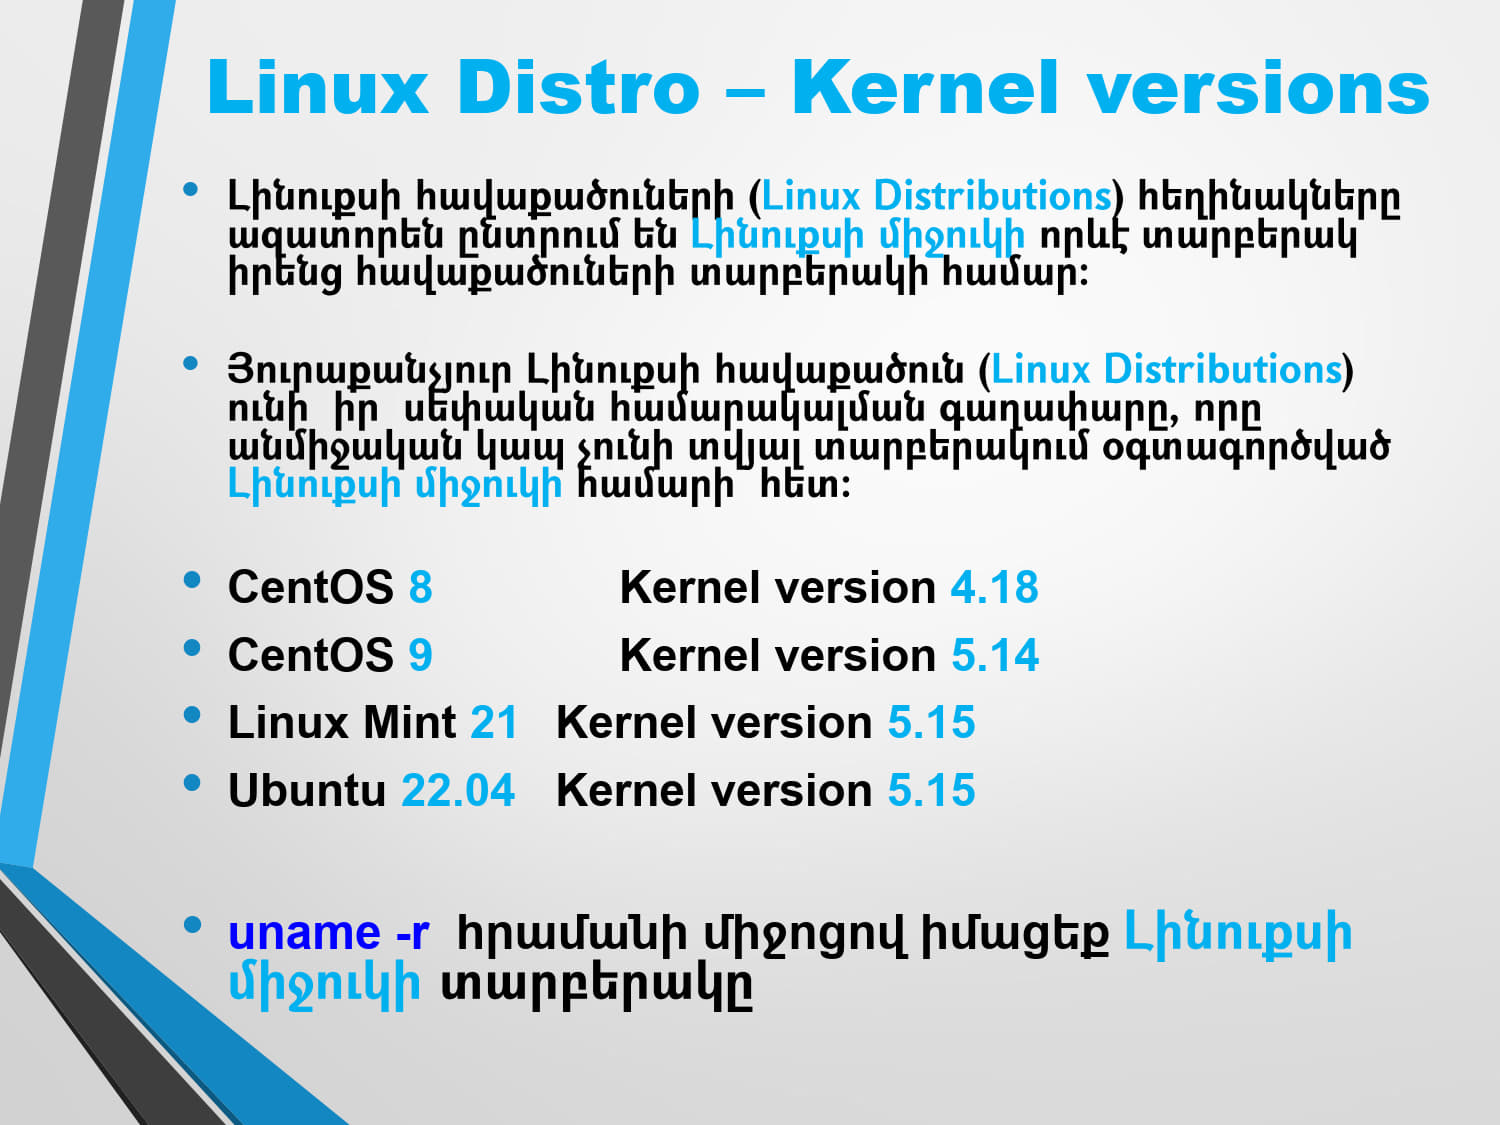 Linux Distro – Kernel versions
• Լինուքսի հավաքածուների (Linux Distributions) հեղինակները
ազատորեն ընտրում են Լինուքսի միջուկի որևէ տարբերակ
իրենց հավաքածուների տարբերակի համար:
• Յուրաքանչյուր Լինուքսի հավաքածուն (Linux Distributions)
ունի իր սեփական համարակալման գաղափարը, որը
անմիջական կապ չունի տվյալ տարբերակում օգտագործված
Լինուքսի միջուկի համարի հետ:
• CentOS 8 Kernel version 4.18
• CentOS 9 Kernel version 5.14
• Linux Mint 21 Kernel version 5.15
• Ubuntu 22.04 Kernel version 5.15
• uname -r հրամանի միջոցով իմացեք Լինուքսի
միջուկի տարբերակը